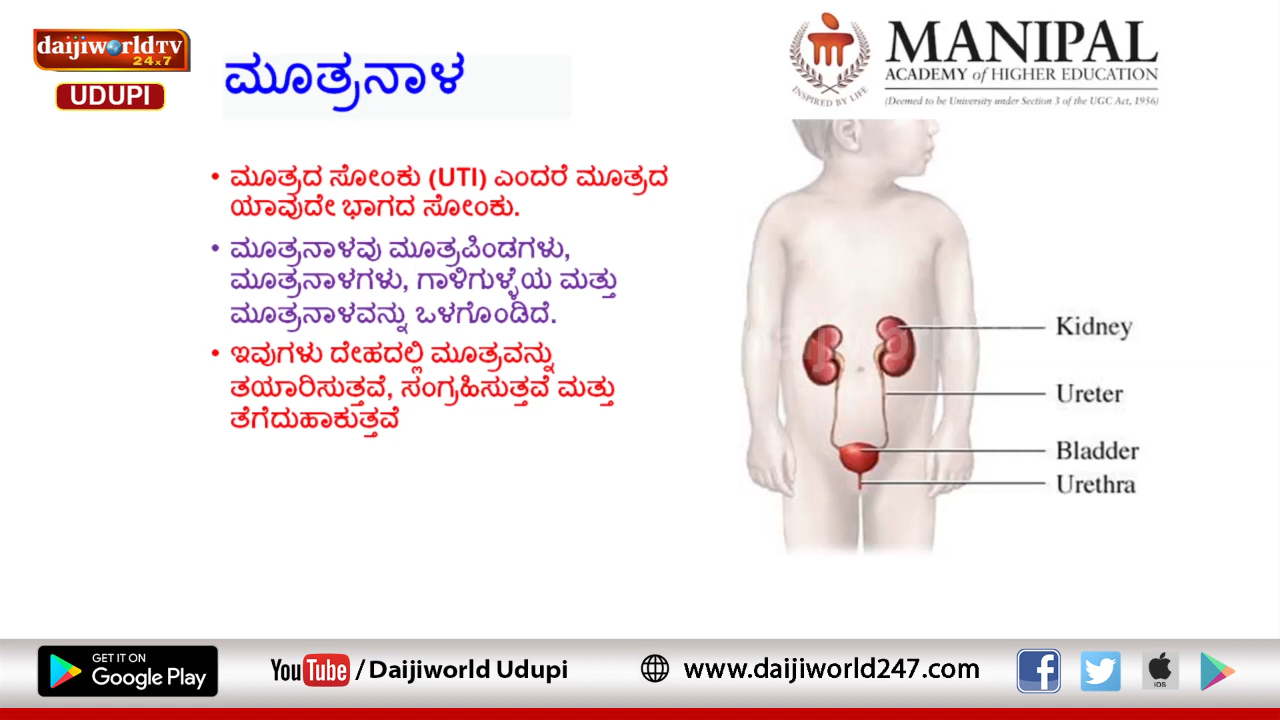 daijiworldTV
24x7
UDUPI
ಮೂತ್ರನಾಳ
INSPIRED BY LIFE
MANIPAL
ACADEMY of HIGHER EDUCATION
(Deemed to be University under Section 3 of the UGC Act, 1956)
• ಮೂತ್ರದ ಸೋಂಕು (UTI) ಎಂದರೆ ಮೂತ್ರದ
ಯಾವುದೇ ಭಾಗದ ಸೋಂಕು.
• ಮೂತ್ರನಾಳವು ಮೂತ್ರಪಿಂಡಗಳು,
ಮೂತ್ರನಾಳಗಳು, ಗಾಳಿಗುಳ್ಳೆಯ ಮತ್ತು
ಮೂತ್ರನಾಳವನ್ನು ಒಳಗೊಂಡಿದೆ.
• ಇವುಗಳು ದೇಹದಲ್ಲಿ ಮೂತ್ರವನ್ನು
ತಯಾರಿಸುತ್ತವೆ, ಸಂಗ್ರಹಿಸುತ್ತವೆ ಮತ್ತು
ತೆಗೆದುಹಾಕುತ್ತವೆ
Kidney
Ureter
Bladder
Urethra
GET IT ON
Google Play
YouTube / Daijiworld Udupi
www.daijiworld247.com
iOS